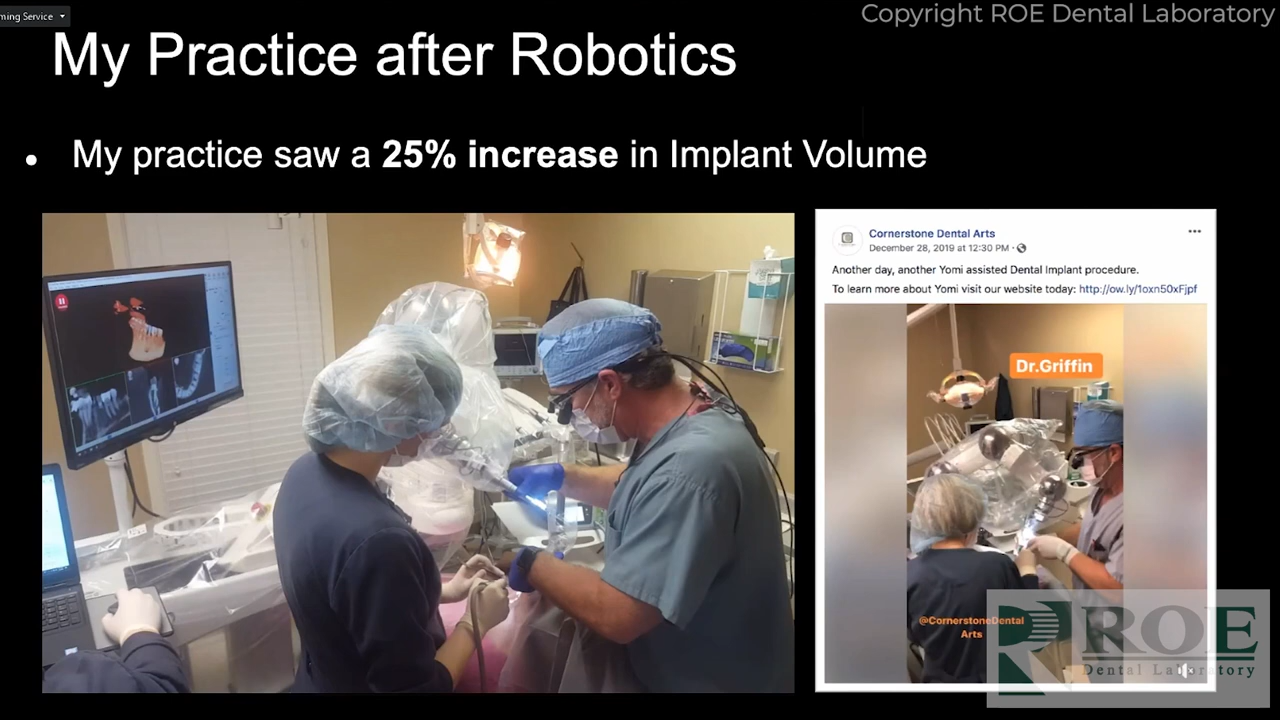 ming Service
Copyright ROE Dental Laboratory
My Practice after Robotics
• My practice saw a 25% increase in Implant Volume
Cornerstone Dental Arts
December 28, 2019 at 12:30 PM ·
Another day, another Yomi assisted Dental Implant procedure.
To learn more about Yomi visit our website today: http://ow.ly/1oxn50xFjpf
Dr.Griffin
@CornerstoneDental
Arts
ROE
Dental Laboratory